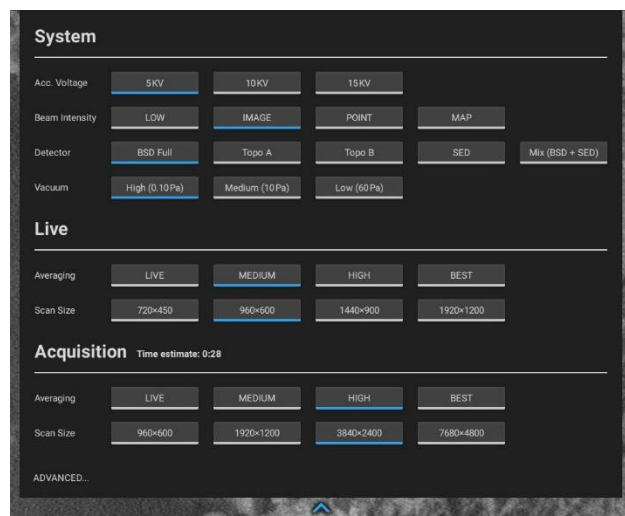 System
Acc. Voltage 5KV 10KV 15KV
Beam Intensity LOW IMAGE POINT MAP
Detector BSD Full Topo A Topo B SED Mix (BSD + SED)
Vacuum High (0.10Pa) Medium (10Pa) Low (60Pa)
Live
Averaging LIVE MEDIUM HIGH BEST
Scan Size 720×450 960×600 1440×900 1920×1200
Acquisition Time estimate: 0:28
Averaging LIVE MEDIUM HIGH BEST
Scan Size 960×600 1920×1200 3840×2400 7680×4800
ADVANCED...